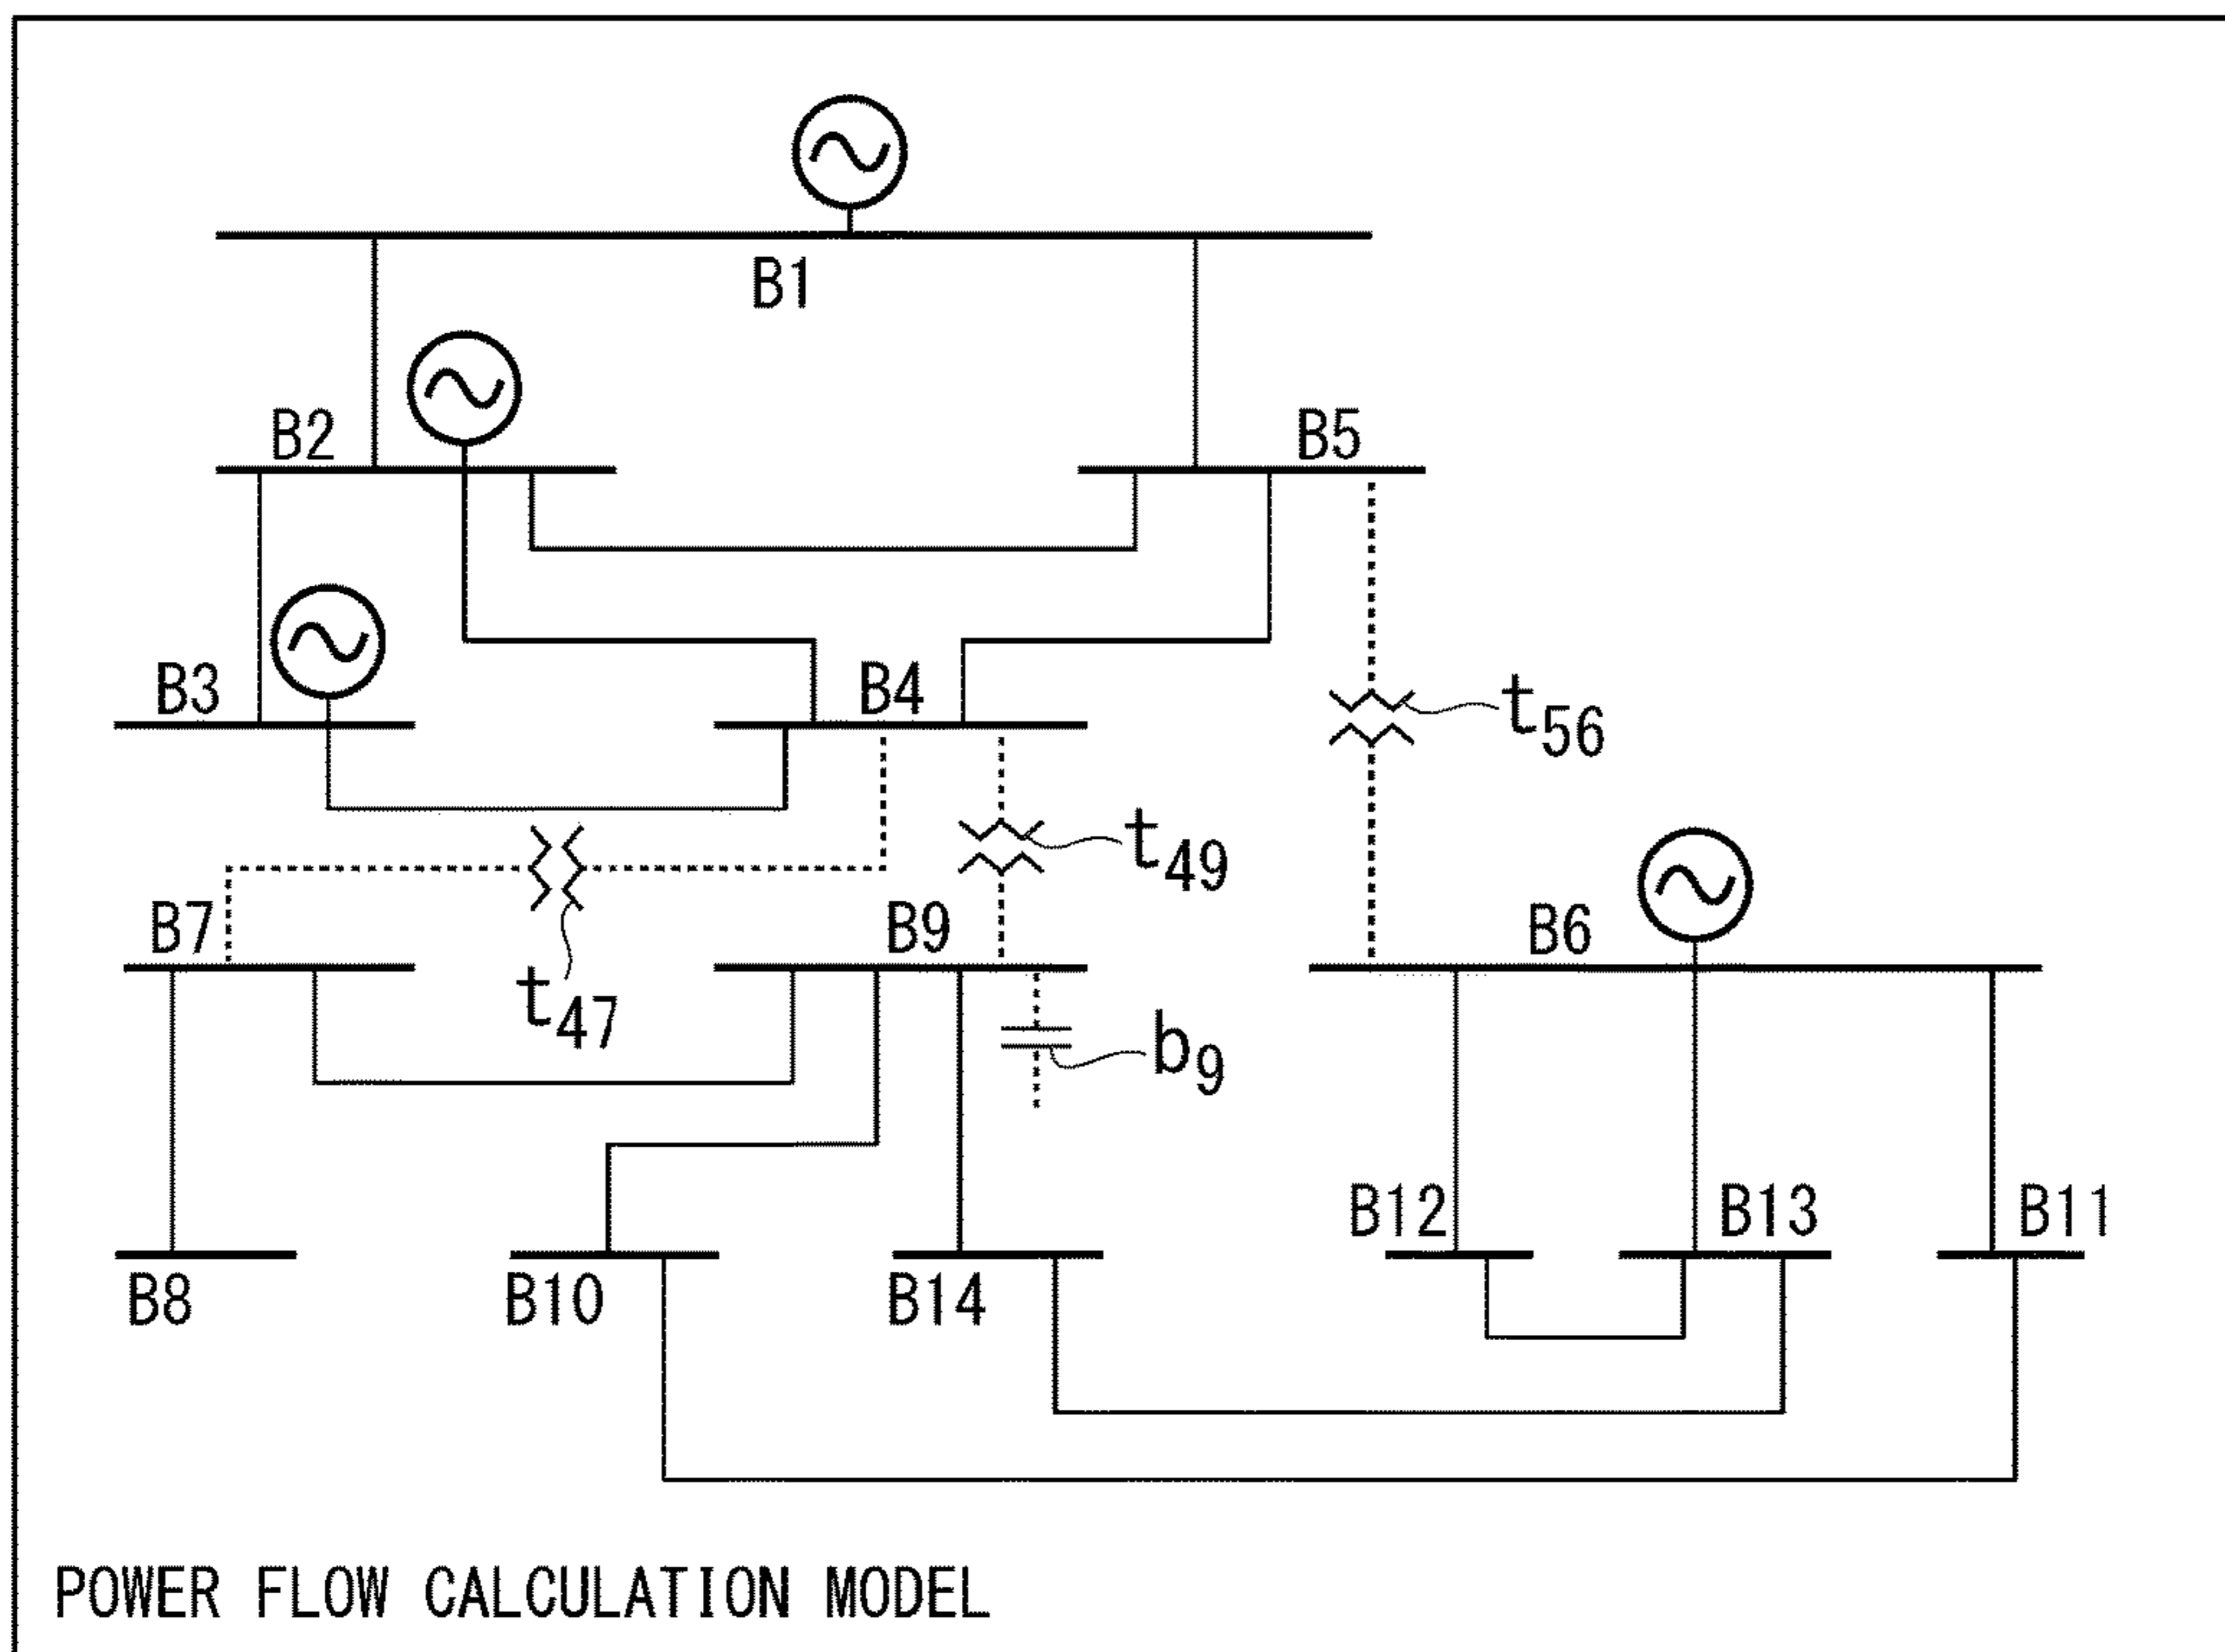 B1
B2
B5
B3
B4
t56
t49
B7
B9
B6
t47
b9
B12
B13
B11
B8
B10
B14
POWER FLOW CALCULATION MODEL